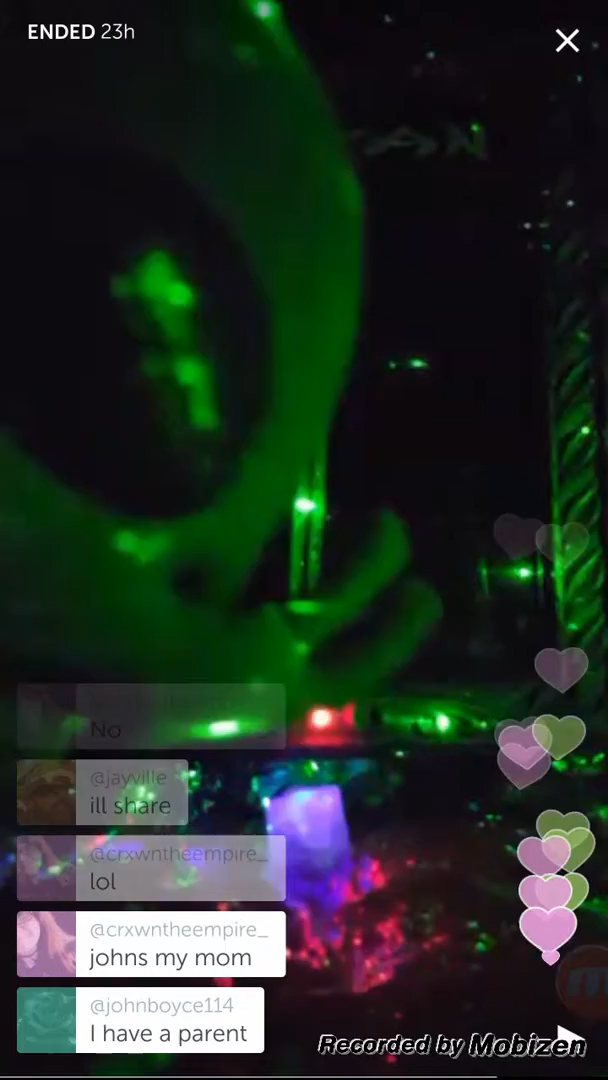 ENDED 23h
No
@jayville
ill share
@crxwntheempire_
lol
@crxwntheempire_
johns my mom
@johnboyce114
I have a parent
Recorded by Mobizen